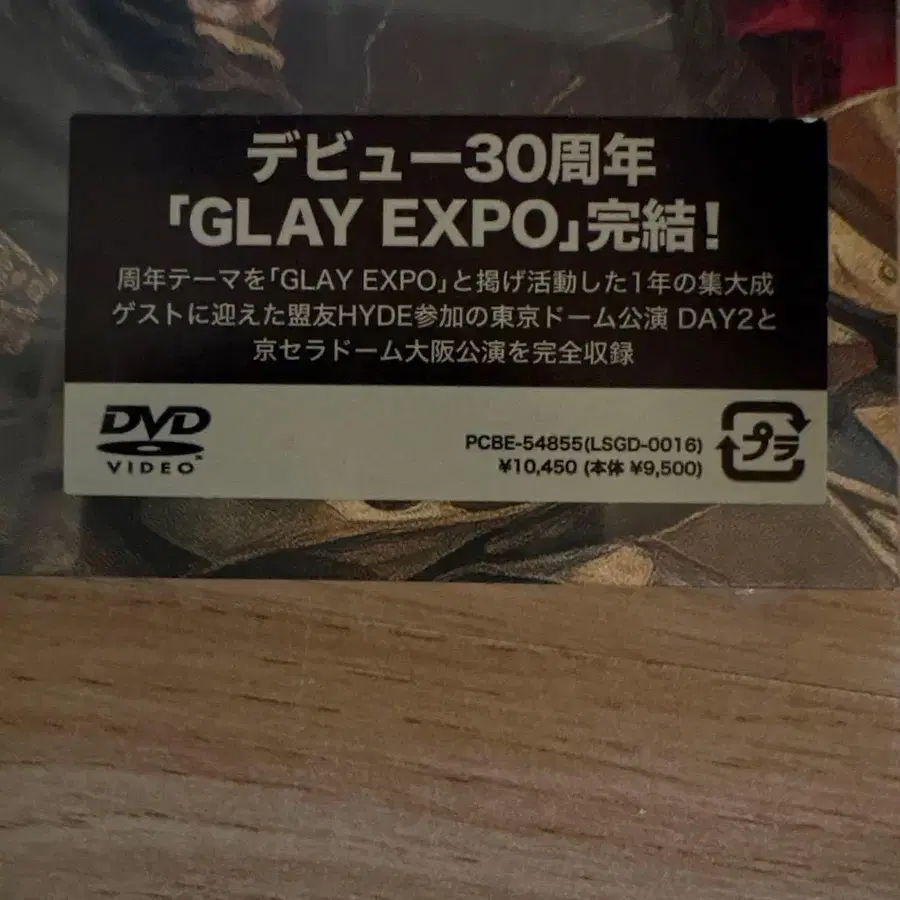 デビュー30周年
「GLAY EXPO」完結！
周年テーマを「GLAY EXPO」と掲げ活動した1年の集大成
ゲストに迎えた盟友HYDE参加の東京ドーム公演 DAY2と
京セラドーム大阪公演を完全収録
DVD
VIDEO™
PCBE-54855(LSGD-0016)
¥10,450 (本体 ¥9,500)
プラ